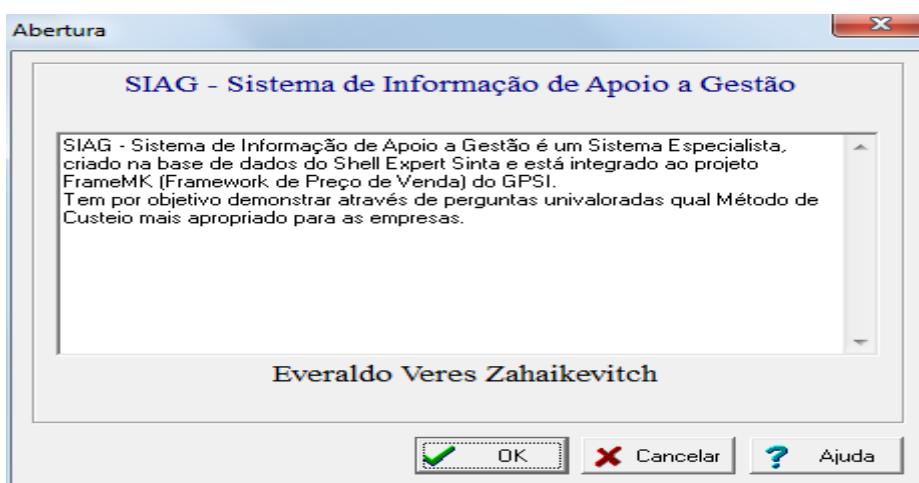 Abertura
SIAG - Sistema de Informação de Apoio a Gestão
SIAG - Sistema de Informação de Apoio a Gestão é um Sistema Especialista,
criado na base de dados do Shell Expert Sinta e está integrado ao projeto
FrameMK (Framework de Preço de Venda) do GPSI.
Tem por objetivo demonstrar através de perguntas univaloradas qual Método de
Custeio mais apropriado para as empresas.
Everaldo Veres Zahaikevitch
OK Cancelar Ajuda